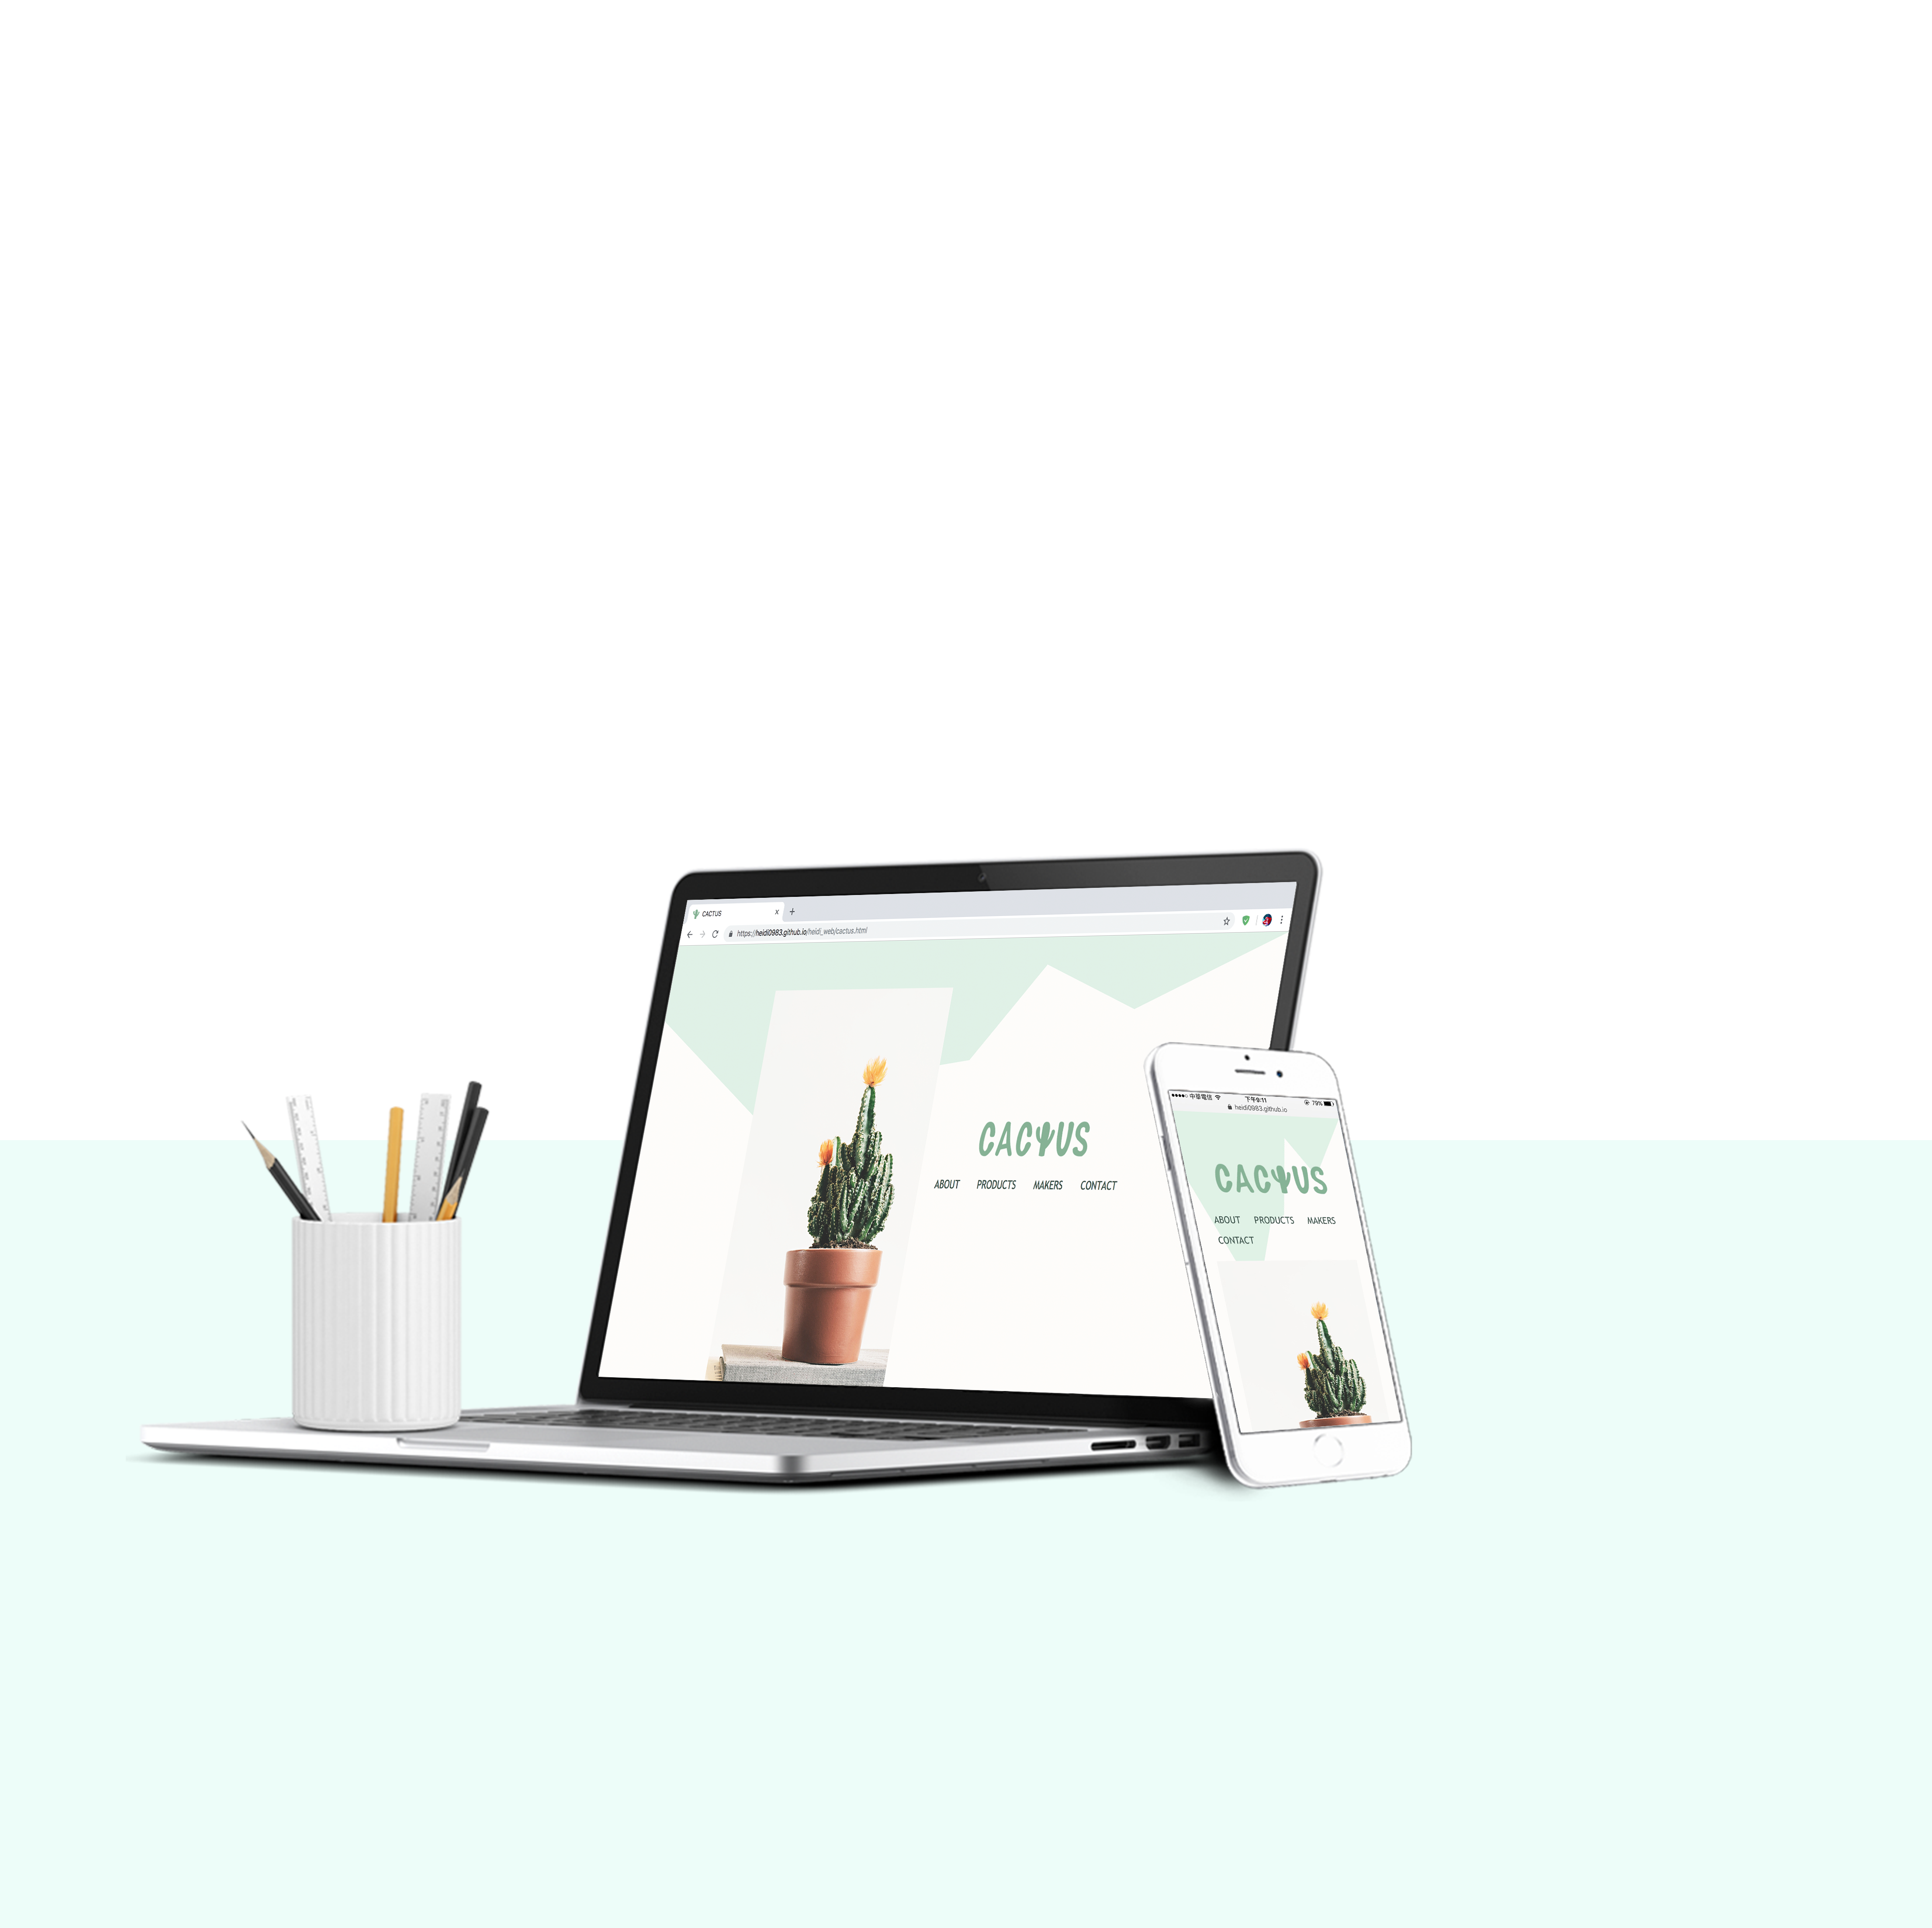 CACTUS
https://heidi0983.github.io/heidi_web/cactus.html
CACTUS
ABOUT PRODUCTS MAKERS CONTACT
中華電信 下午9:11 79%
heidi0983.github.io
CACTUS
ABOUT PRODUCTS MAKERS
CONTACT